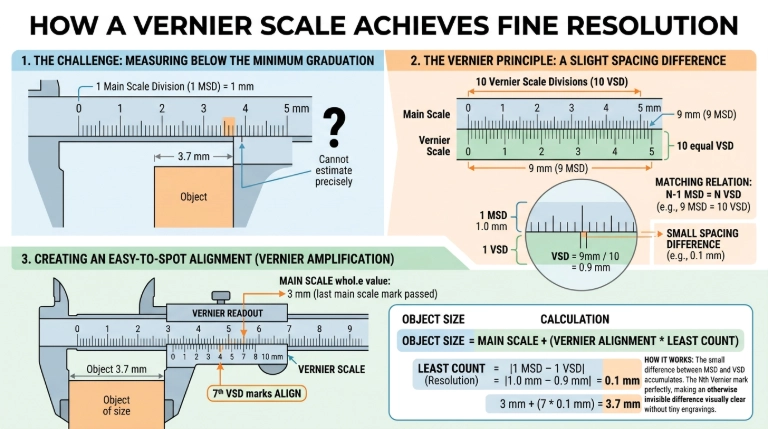 HOW A VERNIER SCALE ACHIEVES FINE RESOLUTION
1. THE CHALLENGE: MEASURING BELOW THE MINIMUM GRADUATION
1 Main Scale Division (1 MSD) = 1 mm
0 1 2 3 4 5 mm
3.7 mm
Object
?
Cannot
estimate
precisely
2. THE VERNIER PRINCIPLE: A SLIGHT SPACING DIFFERENCE
10 Vernier Scale Divisions (10 VSD)
Main Scale
0 1 2 3 4 5 mm
9 mm (9 MSD)
Vernier
Scale
0 1 2 3 4 5
10 equal VSD
9 mm (9 MSD)
1 MSD
1.0 mm
1 VSD
VSD = 9mm / 10
= 0.9 mm
MATCHING RELATION:
N-1 MSD = N VSD
(e.g., 9 MSD = 10 VSD)
SMALL SPACING
DIFFERENCE
(e.g., 0.1 mm)
3. CREATING AN EASY-TO-SPOT ALIGNMENT (VERNIER AMPLIFICATION)
MAIN SCALE whol.e value:
3 mm (last main scale mark passed)
VERNIER READOUT
0 1 2 3 4 5 6 7 8 9
0 1 2 3 4 5 7 8 10 mm
VERNIER SCALE
Object 3.7 mm
Object
of size
7th VSD marks ALIGN
OBJECT SIZE CALCULATION
OBJECT SIZE = MAIN SCALE + (VERNIER ALIGNMENT * LEAST COUNT)
LEAST COUNT = |1 MSD – 1 VSD|
(Resolution) = |1.0 mm – 0.9 mm| = 0.1 mm
3 mm + (7 * 0.1 mm) = 3.7 mm
HOW IT WORKS: The small
difference between MSD and VSD
accumulates. The Nth Vernier mark
perfectly, making an otherwise
invisible difference visually clear
without tiny engravings.